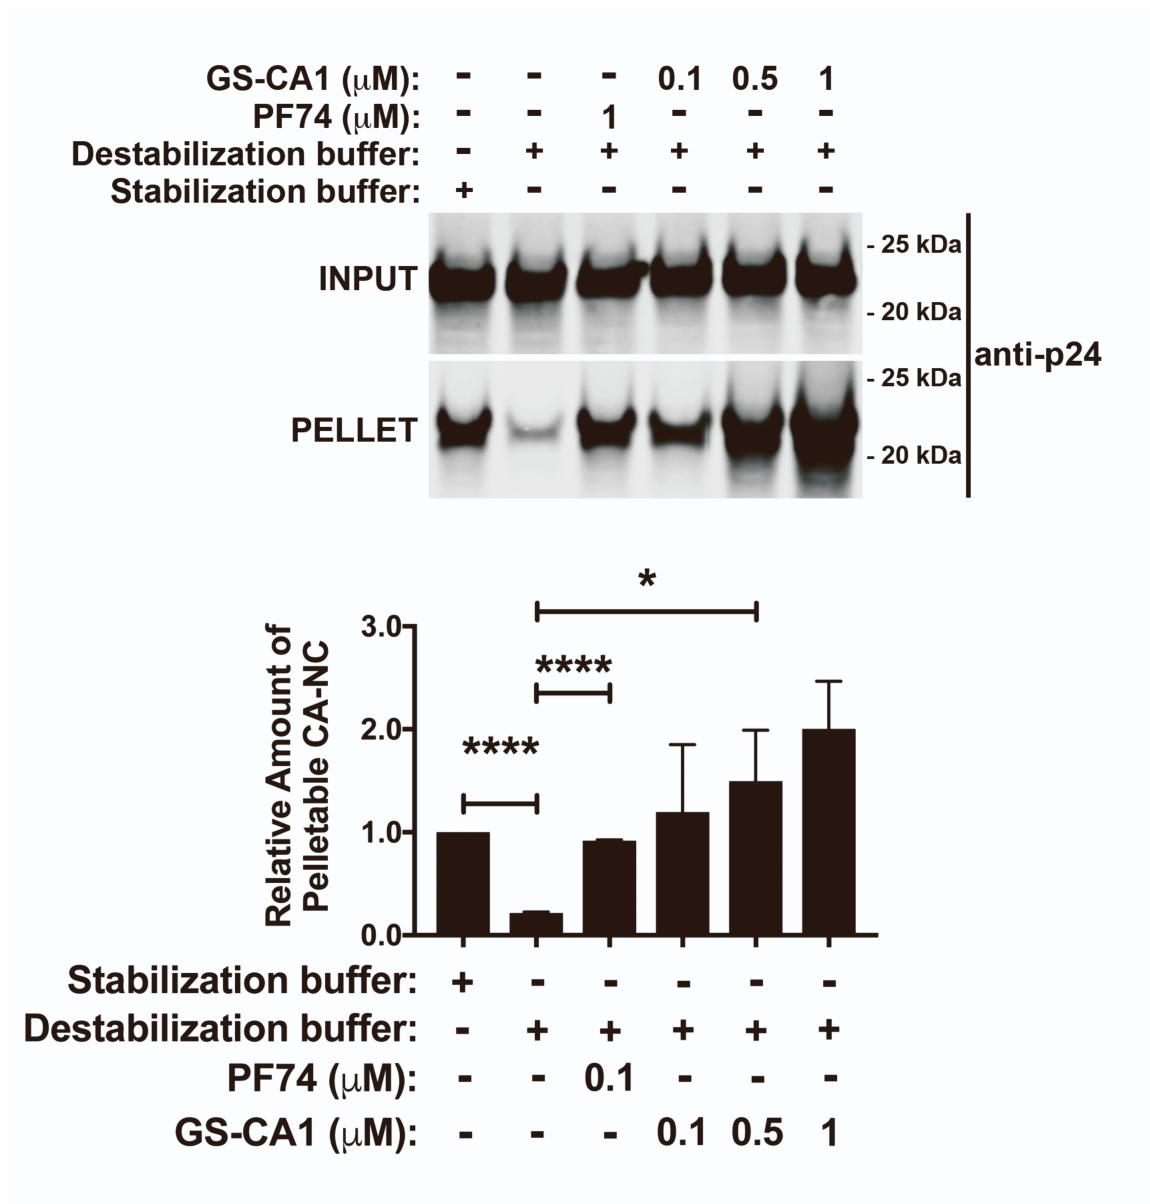 GS-CA1 (μM): - - - 0.1 0.5 1
PF74 (μM): - - 1 - - -
Destabilization buffer: - + + + + +
Stabilization buffer: + - - - - -
INPUT
- 25 kDa
- 20 kDa
PELLET
- 25 kDa
- 20 kDa
anti-p24
*
****
****
Relative Amount of
Pelletable CA-NC
3.0
2.0
1.0
0.0
Stabilization buffer: + - - - - -
Destabilization buffer: - + + + + +
PF74 (μM): - - 0.1 - - -
GS-CA1 (μM): - - - 0.1 0.5 1